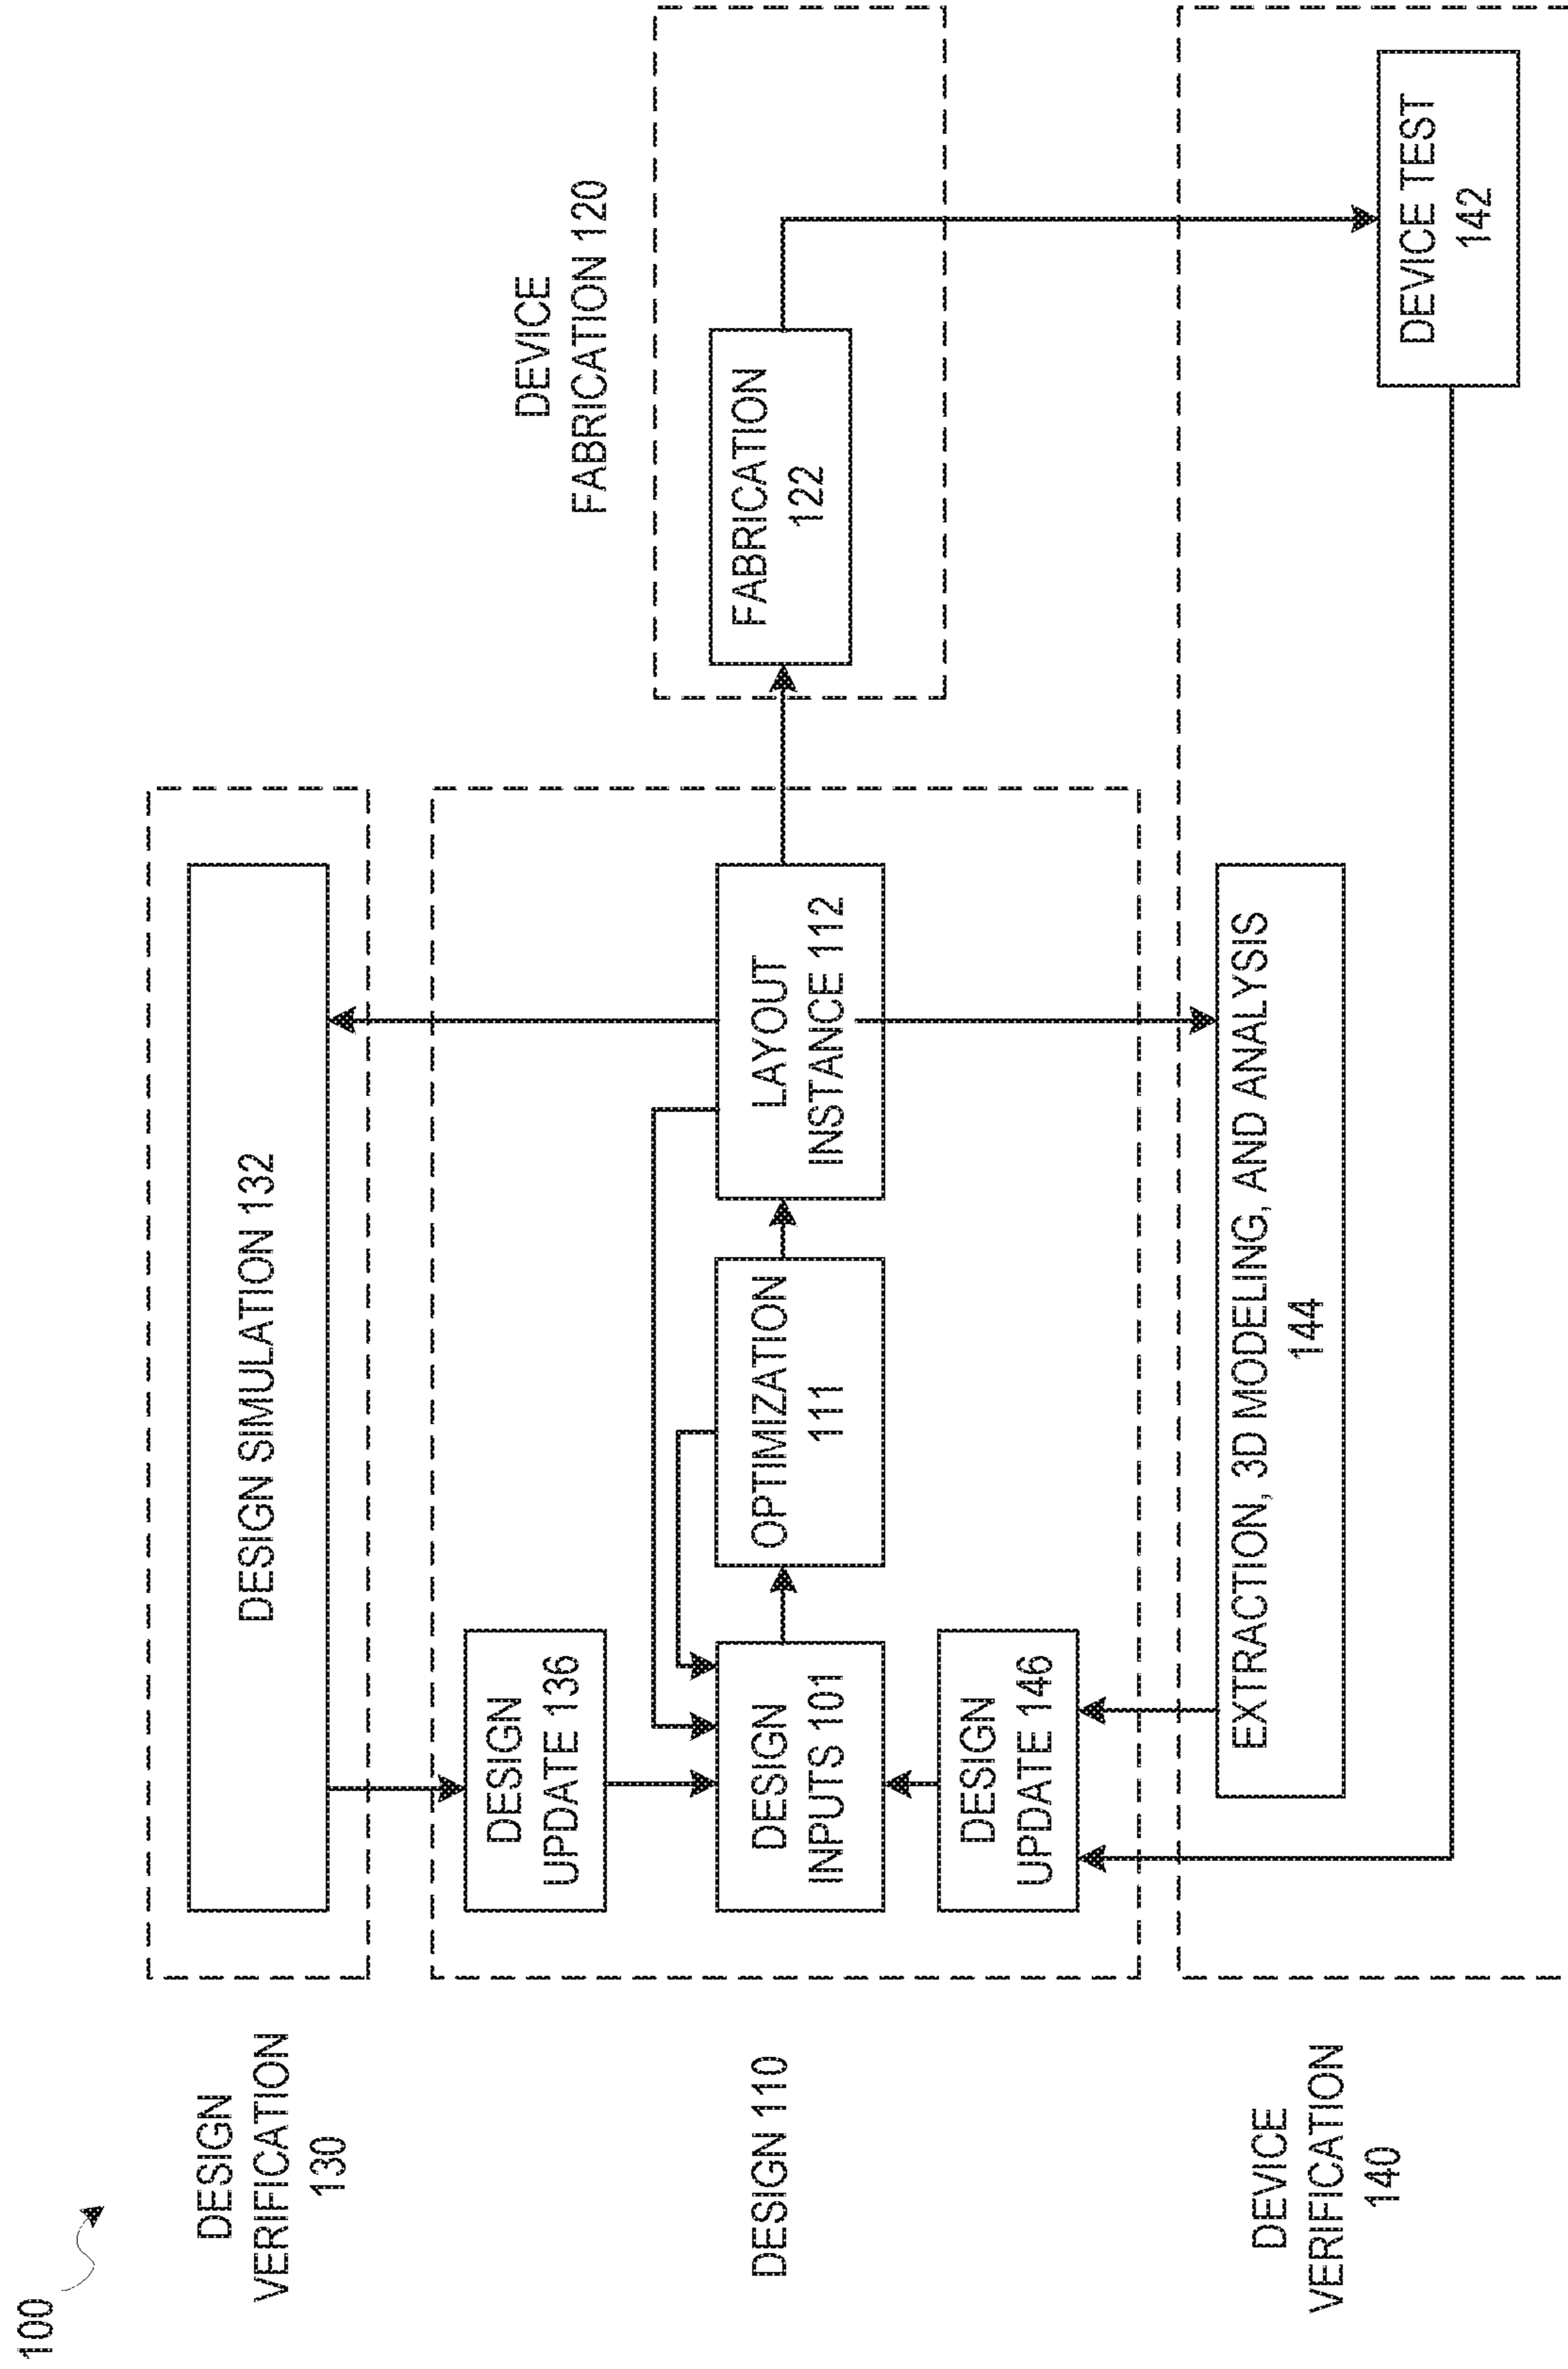 100
DESIGN
VERIFICATION
130
DESIGN SIMULATION 132
DEVICE
FABRICATION 120
DESIGN 110
DESIGN
UPDATE 136
DESIGN
INPUTS 101
DESIGN
UPDATE 146
OPTIMIZATION
111
LAYOUT
INSTANCE 112
FABRICATION
122
DEVICE
VERIFICATION
140
EXTRACTION, 3D MODELING, AND ANALYSIS
144
DEVICE TEST
142